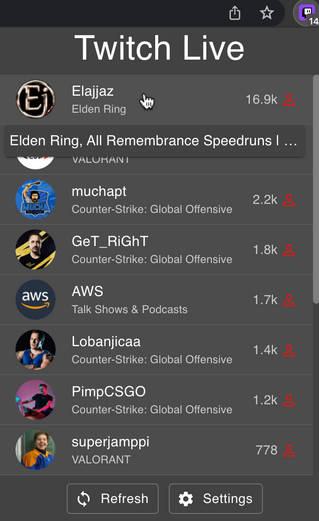 14
Twitch Live
Elajjaz
Elden Ring
16.9k
Elden Ring, All Remembrance Speedruns I ...
VALORANT
muchapt
Counter-Strike: Global Offensive
2.2k
GeT_RiGhT
Counter-Strike: Global Offensive
1.8k
aws
AWS
Talk Shows & Podcasts
1.7k
Lobanjicaa
Counter-Strike: Global Offensive
1.4k
PimpCSGO
Counter-Strike: Global Offensive
1.2k
superjamppi
VALORANT
778
Refresh
Settings